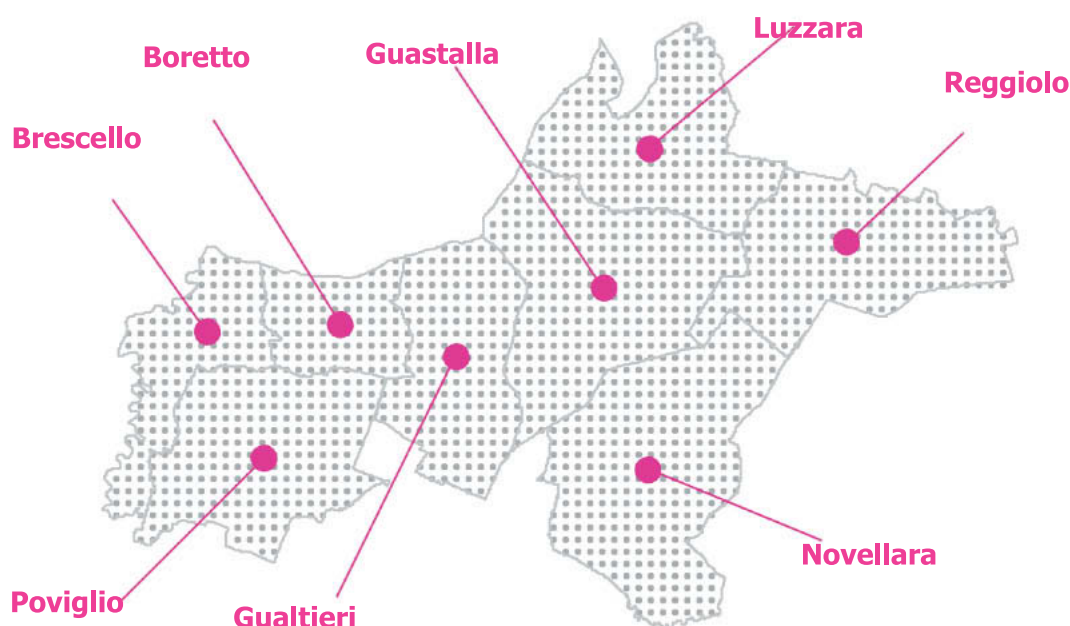 Luzzara
Boretto
Guastalla
Reggiolo
Brescello
Novellara
Poviglio
Gualtieri